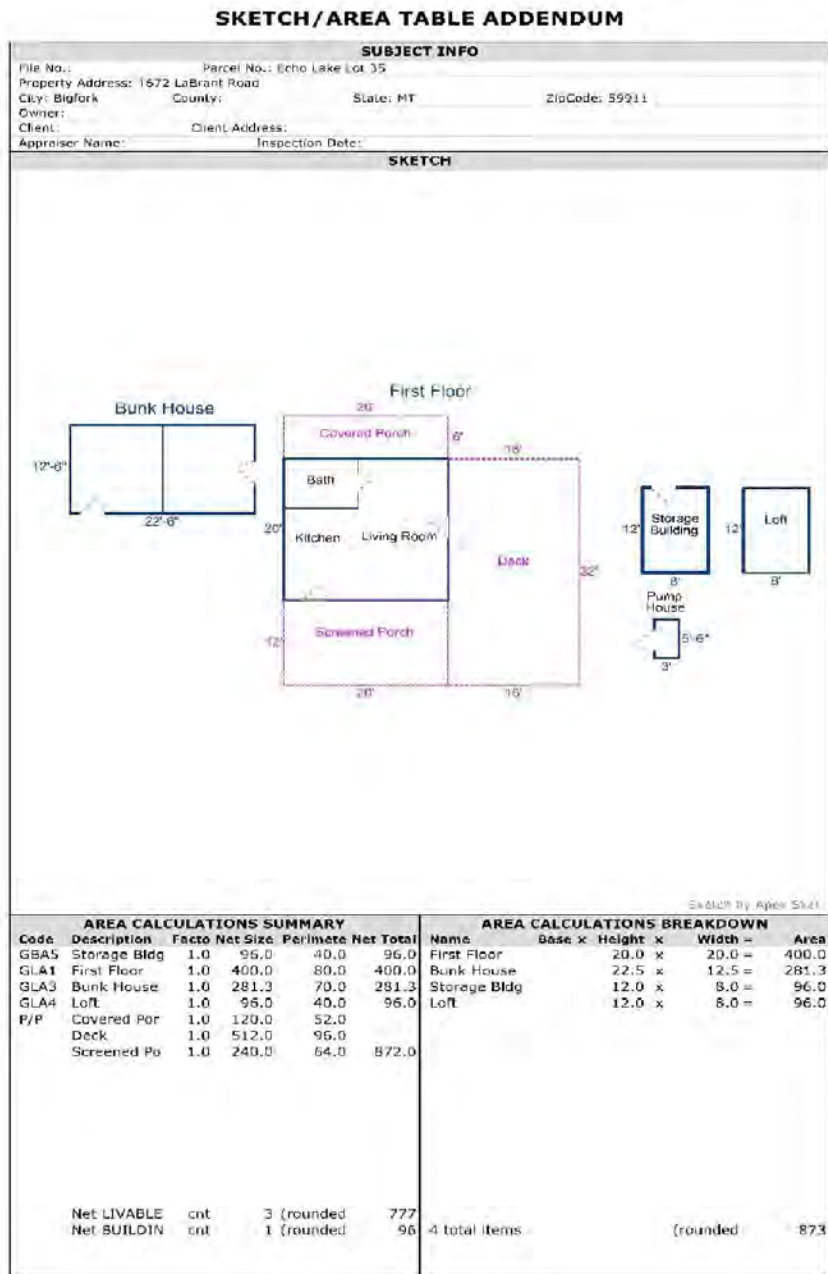 SKETCH/AREA TABLE ADDENDUM
SUBJECT INFO
File No.: Parcel No.: Echo Lake Lot 35
Property Address: 1672 LaBrant Road
City: Bigfork County: State: MT ZipCode: 59911
Owner:
Client: Client Address:
Appraiser Name: Inspection Date:
SKETCH
First Floor
Bunk House
20'
Covered Porch
6'
16'
12'-6"
Bath
22'-6"
20'
Kitchen
Living Room
Deck
32'
12'
Storage
Building
8'
12'
Loft
8'
Pump
House
5'-6"
3'
12'
Screened Porch
20'
16'
Sketch by Apex Sket
AREA CALCULATIONS SUMMARY
Code Description Facto Net Size Perimete Net Total
GBA5 Storage Bldg 1.0 96.0 40.0 96.0
GLA1 First Floor 1.0 400.0 80.0 400.0
GLA3 Bunk House 1.0 281.3 70.0 281.3
GLA4 Loft 1.0 96.0 40.0 96.0
P/P Covered Por 1.0 120.0 52.0
Deck 1.0 512.0 96.0
Screened Po 1.0 240.0 64.0 872.0
Net LIVABLE cnt 3 (rounded 777
Net BUILDIN cnt 1 (rounded 96
AREA CALCULATIONS BREAKDOWN
Name Base x Height x Width = Area
First Floor 20.0 x 20.0 = 400.0
Bunk House 22.5 x 12.5 = 281.3
Storage Bldg 12.0 x 8.0 = 96.0
Loft 12.0 x 8.0 = 96.0
4 total items (rounded 873